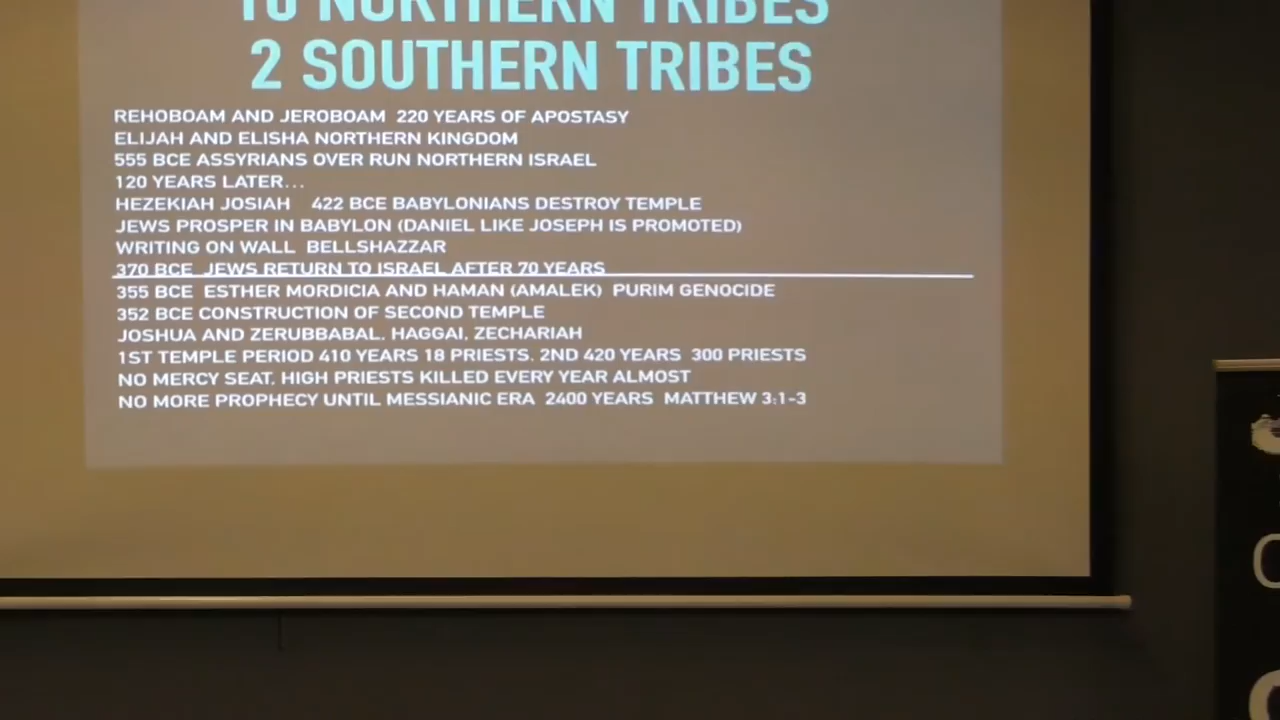 10 NORTHERN TRIBES
2 SOUTHERN TRIBES
REHOBOAM AND JEROBOAM 220 YEARS OF APOSTASY
ELIJAH AND ELISHA NORTHERN KINGDOM
555 BCE ASSYRIANS OVER RUN NORTHERN ISRAEL
120 YEARS LATER...
HEZEKIAH JOSIAH 422 BCE BABYLONIANS DESTROY TEMPLE
JEWS PROSPER IN BABYLON (DANIEL LIKE JOSEPH IS PROMOTED)
WRITING ON WALL BELLSHAZZAR
370 BCE JEWS RETURN TO ISRAEL AFTER 70 YEARS
355 BCE ESTHER MORDICIA AND HAMAN (AMALEK) PURIM GENOCIDE
352 BCE CONSTRUCTION OF SECOND TEMPLE
JOSHUA AND ZERUBBABAL. HAGGAI, ZECHARIAH
1ST TEMPLE PERIOD 410 YEARS 18 PRIESTS. 2ND 420 YEARS 300 PRIESTS
NO MERCY SEAT. HIGH PRIESTS KILLED EVERY YEAR ALMOST
NO MORE PROPHECY UNTIL MESSIANIC ERA 2400 YEARS MATTHEW 3:1-3